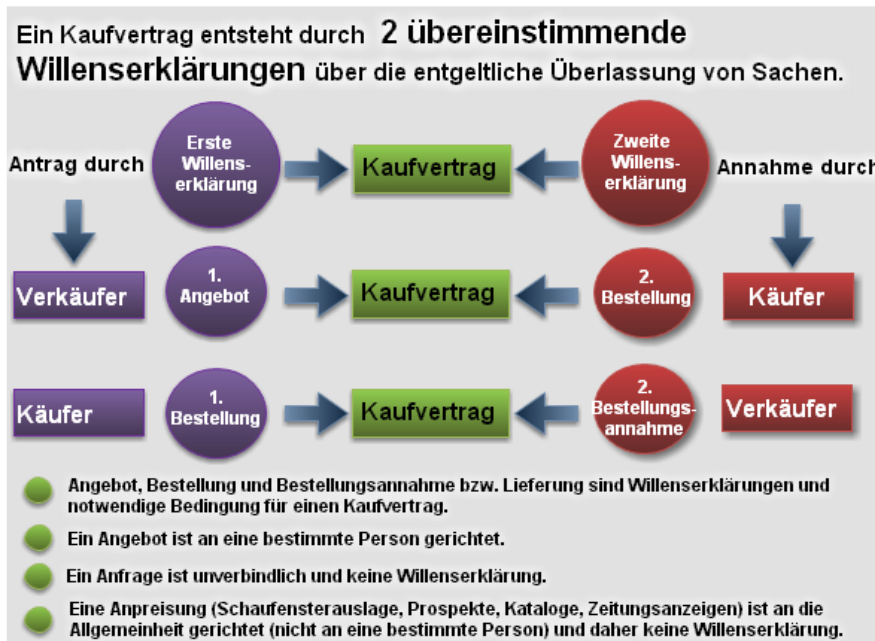 Ein Kaufvertrag entsteht durch 2 übereinstimmende
Willenserklärungen über die entgeltliche Überlassung von Sachen.
Antrag durch
Erste
Willens-
erklärung
Kaufvertrag
Zweite
Willens-
erklärung
Annahme durch
Verkäufer
1.
Angebot
Kaufvertrag
2.
Bestellung
Käufer
Käufer
1.
Bestellung
Kaufvertrag
2.
Bestellungs-
annahme
Verkäufer
Angebot, Bestellung und Bestellungsannahme bzw. Lieferung sind Willenserklärungen und
notwendige Bedingung für einen Kaufvertrag.
Ein Angebot ist an eine bestimmte Person gerichtet.
Ein Anfrage ist unverbindlich und keine Willenserklärung.
Eine Anpreisung (Schaufensterauslage, Prospekte, Kataloge, Zeitungsanzeigen) ist an die
Allgemeinheit gerichtet (nicht an eine bestimmte Person) und daher keine Willenserklärung.